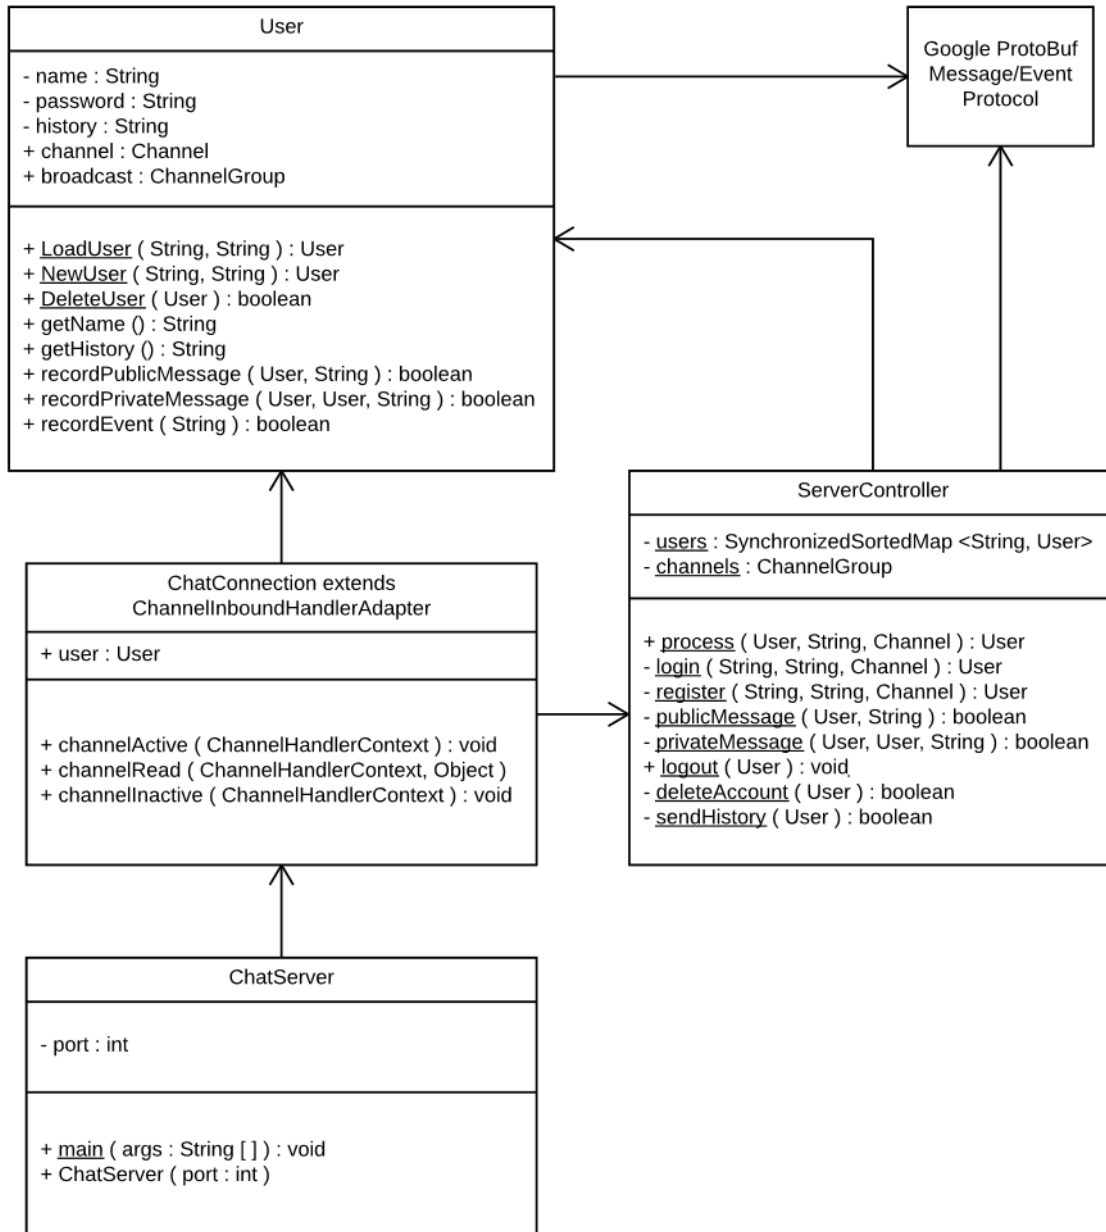 User
- name : String
- password : String
- history : String
+ channel : Channel
+ broadcast : ChannelGroup
+ LoadUser ( String, String ) : User
+ NewUser ( String, String ) : User
+ DeleteUser ( User ) : boolean
+ getName () : String
+ getHistory () : String
+ recordPublicMessage ( User, String ) : boolean
+ recordPrivateMessage ( User, User, String ) : boolean
+ recordEvent ( String ) : boolean
Google ProtoBuf
Message/Event
Protocol
ServerController
- users : SynchronizedSortedMap <String, User>
- channels : ChannelGroup
+ process ( User, String, Channel ) : User
- login ( String, String, Channel ) : User
- register ( String, String, Channel ) : User
- publicMessage ( User, String ) : boolean
- privateMessage ( User, User, String ) : boolean
+ logout ( User ) : void
- deleteAccount ( User ) : boolean
- sendHistory ( User ) : boolean
ChatConnection extends
ChannelInboundHandlerAdapter
+ user : User
+ channelActive ( ChannelHandlerContext ) : void
+ channelRead ( ChannelHandlerContext, Object )
+ channelInactive ( ChannelHandlerContext ) : void
ChatServer
- port : int
+ main ( args : String [ ] ) : void
+ ChatServer ( port : int )